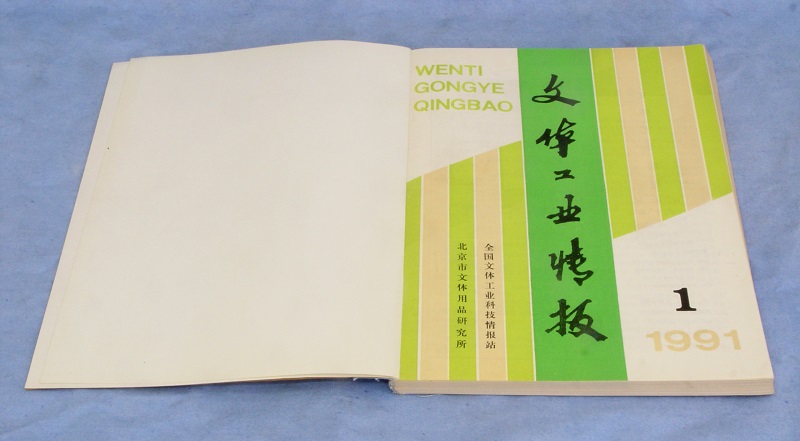 WENTI
GONGYE
QINGBAO
文体工业情报
全国文体工业科技情报站
北京市文体用品研究所
1
1991